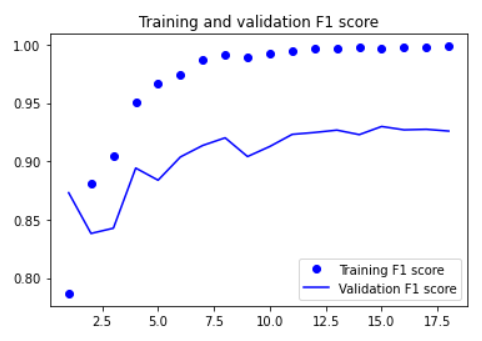 Training and validation F1 score
1.00
0.95
0.90
0.85
0.80
Training F1 score
Validation F1 score
2.5 5.0 7.5 10.0 12.5 15.0 17.5